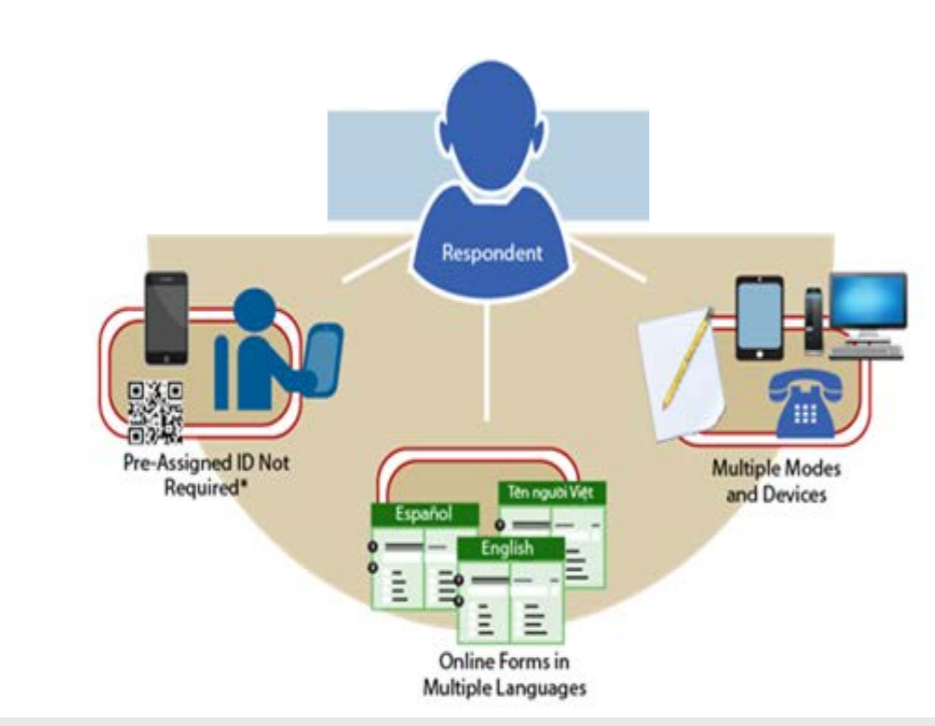 Respondent
Pre-Assigned ID Not
Required*
Multiple Modes
and Devices
Tên người Việt
Español
English
Online Forms in
Multiple Languages